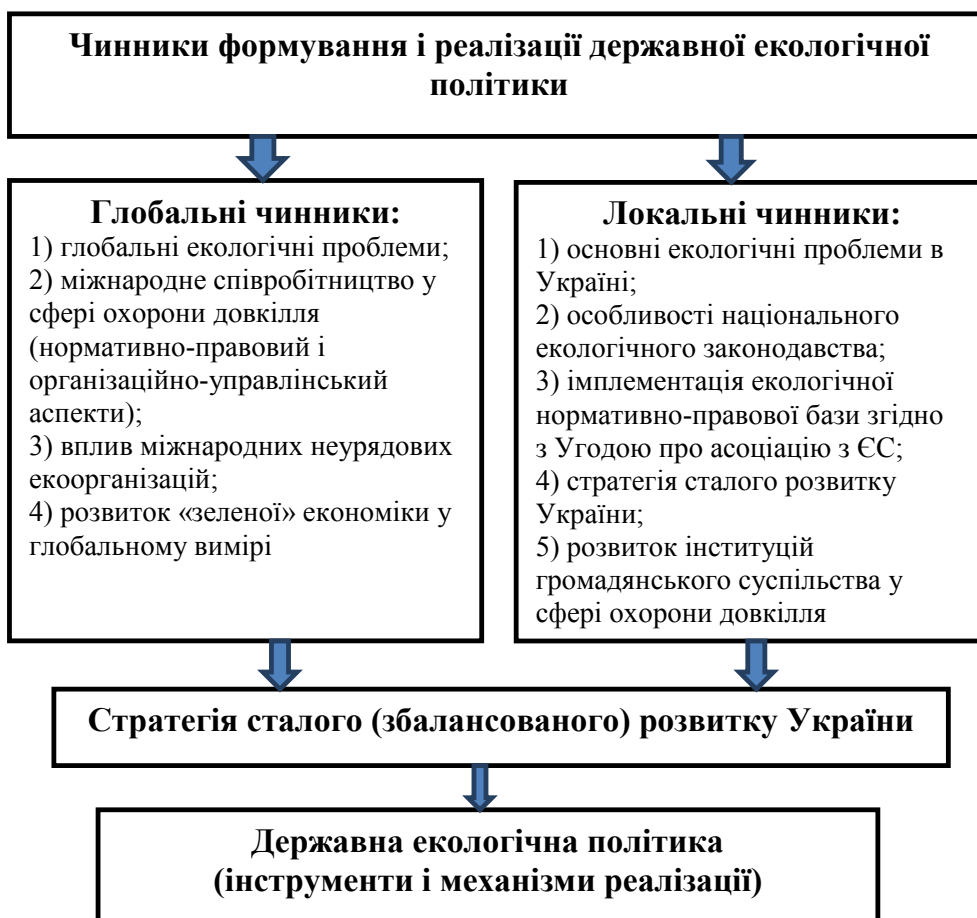 Чинники формування і реалізації державної екологічної
політики
Глобальні чинники:
1) глобальні екологічні проблеми;
2) міжнародне співробітництво у
сфері охорони довкілля
(нормативно-правовий і
організаційно-управлінський
аспекти);
3) вплив міжнародних неурядових
екоорганізацій;
4) розвиток «зеленої» економіки у
глобальному вимірі
Локальні чинники:
1) основні екологічні проблеми в
Україні;
2) особливості національного
екологічного законодавства;
3) імплементація екологічної
нормативно-правової бази згідно
з Угодою про асоціацію з ЄС;
4) стратегія сталого розвитку
України;
5) розвиток інституцій
громадянського суспільства у
сфері охорони довкілля
Стратегія сталого (збалансованого) розвитку України
Державна екологічна політика
(інструменти і механізми реалізації)